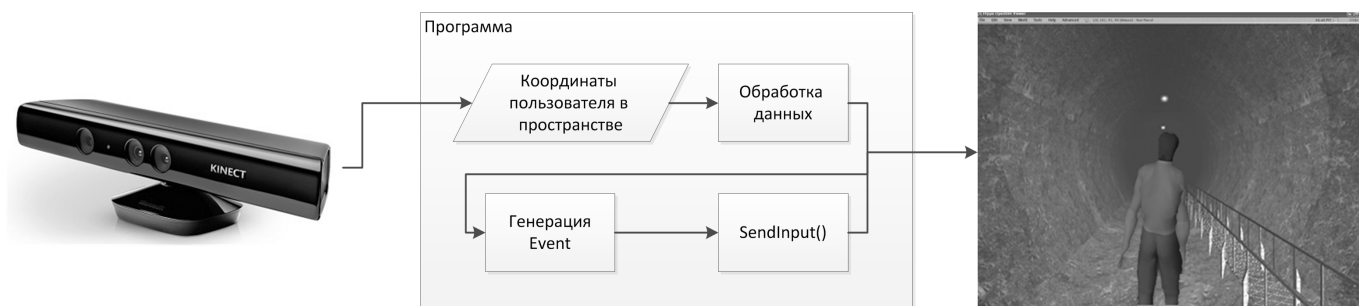 Программа
Координаты
пользователя в
пространстве
Обработка
данных
KINECT
Генерация
Event
SendInput()